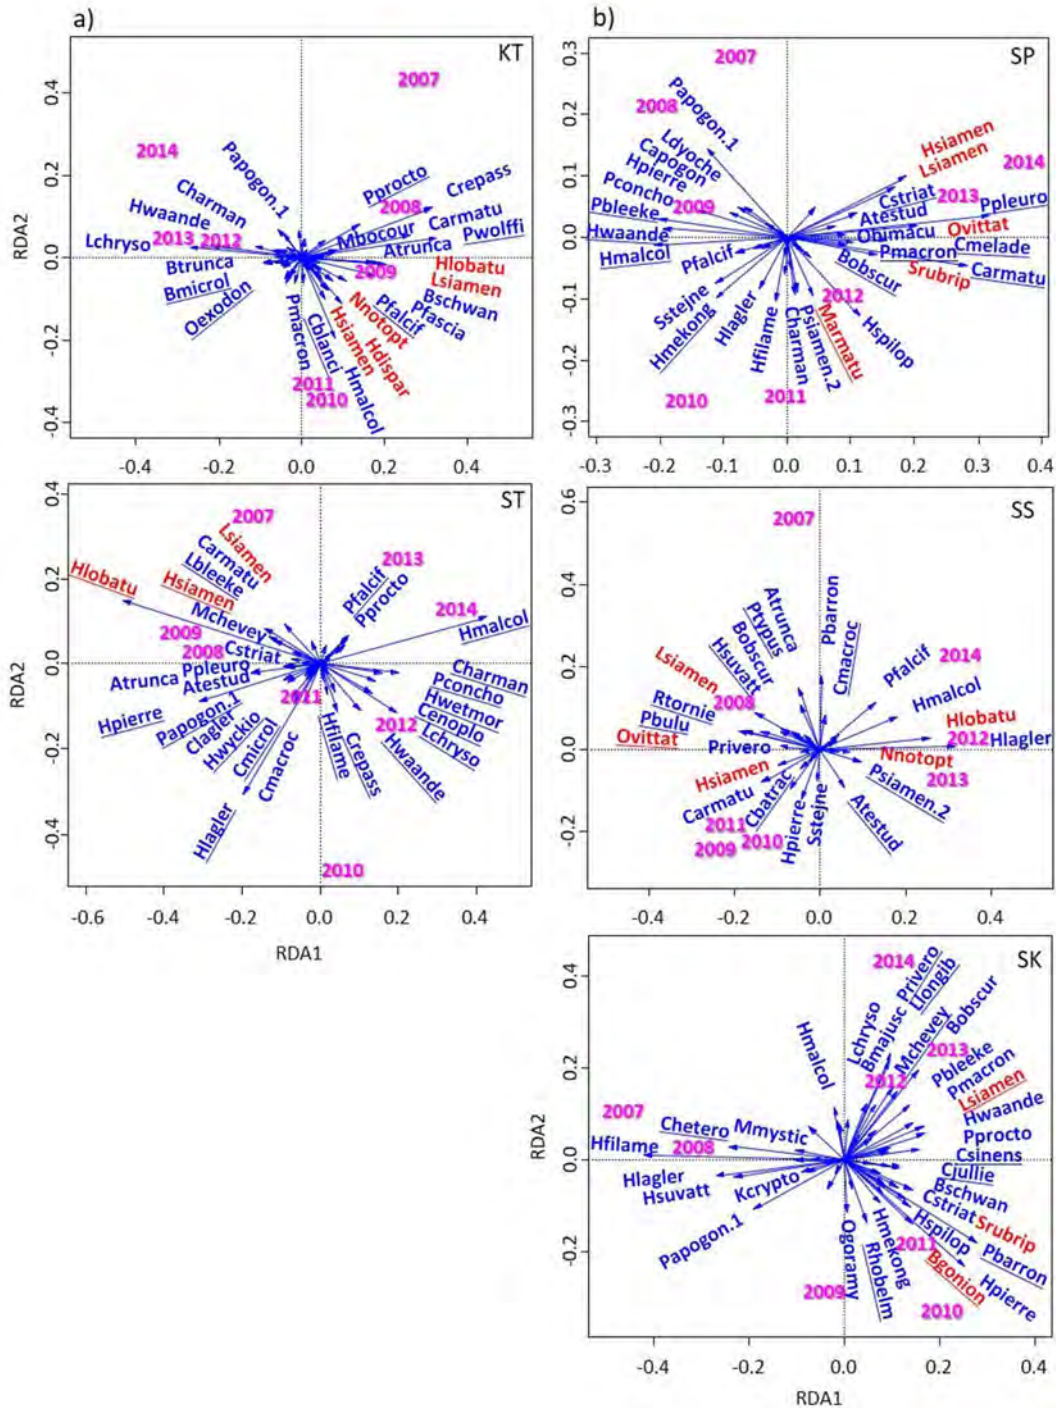 a)
KT
2007
0.4
2014
Papogon.1
Pprocto
Crepass
0.2
Charman
2008
Carmatu
Hwaande
Mbocour
Pwolffi
Lchryso
2013
2012
Atrunca
0.0
RDA2
Btrunca
2009
Hlobatu
Lsiamen
Bmicrol
Bschwan
Oexodon
Pfascia
Pfalcif
Nnotopt
-0.2
Pmacron
Cblanci
Hsiamen
Hdispar
Hmalcol
2011
2010
-0.4
-0.4 -0.2 0.0 0.2 0.4
b)
SP
0.3
2007
2008
Papogon.1
0.2
Ldyoche
Capogon
Hpierre
Hsiamen
Lsiamen
2014
0.1
Pconcho
Cstriat
2013
Ppleuro
Pbleeke
2009
Atestud
Ovittat
Hwaande
Obimacu
0.0
Hmalcol
Pfalcif
Pmacron
Cmelade
Bobscur
Srubrip
Carmatu
-0.1
Sstejne
2012
Hmekong
Hlagler
Hfilame
Charman
Psiamen.2
Marmatu
Hspilop
-0.2
2010
2011
-0.3
-0.3 -0.2 -0.1 0.0 0.1 0.2 0.3 0.4
ST
0.4
2007
Lsiamen
Carmatu
Lbleeke
2013
Hlobatu
0.2
Hsiamen
Pfalcif
Pprocto
Mchevey
2014
Hmalcol
2009
2008
Cstriat
0.0
Atrunca
Ppleuro
Atestud
Charman
Pconcho
2011
Hwetmor
Hpierre
Papogon.1
Clagler
Hwyckio
Cmicrol
Cmacroc
Hfilame
Crepass
2012
Cenoplo
Lchryso
Hwaande
-0.2
Hlagler
-0.4
2010
-0.6 -0.4 -0.2 0.0 0.2 0.4
RDA1
SS
0.6
2007
0.4
Pbarron
Atrunca
Ptrypus
Bobscur
Hsuvatt
Cmacroc
Lsiamen
0.2
Pfalcif
2014
Rtornie
2008
Hmalcol
Pbulu
Hlobatu
Ovittat
Privero
2012
Hlagler
0.0
Nnotopt
Hsiamen
2013
Carmatu
Cbatrac
Psiamen.2
2011
Hpierre
Sstejne
Atestud
2009
2010
-0.2
-0.4 -0.2 0.0 0.2 0.4
SK
2014
0.4
Privero
Llongib
Bobscur
Lchryso
Bmajusc
Mchevey
Hmalcol
2013
0.2
2012
Pbleeke
Pmacron
Lsiamen
2007
Hwaande
Chetero
Mmystic
Pprocto
Hfilame
2008
Csinens
0.0
RDA2
Hlagler
Cjullie
Hsuvatt
Kcrypto
Bschwan
Cstriat
Srubrip
Papogon.1
Hspilop
Hmekong
2011
Pbarron
-0.2
Ogoramy
Rhobelm
Bgonion
Hpierre
2009
2010
-0.4 -0.2 0.0 0.2 0.4
RDA1